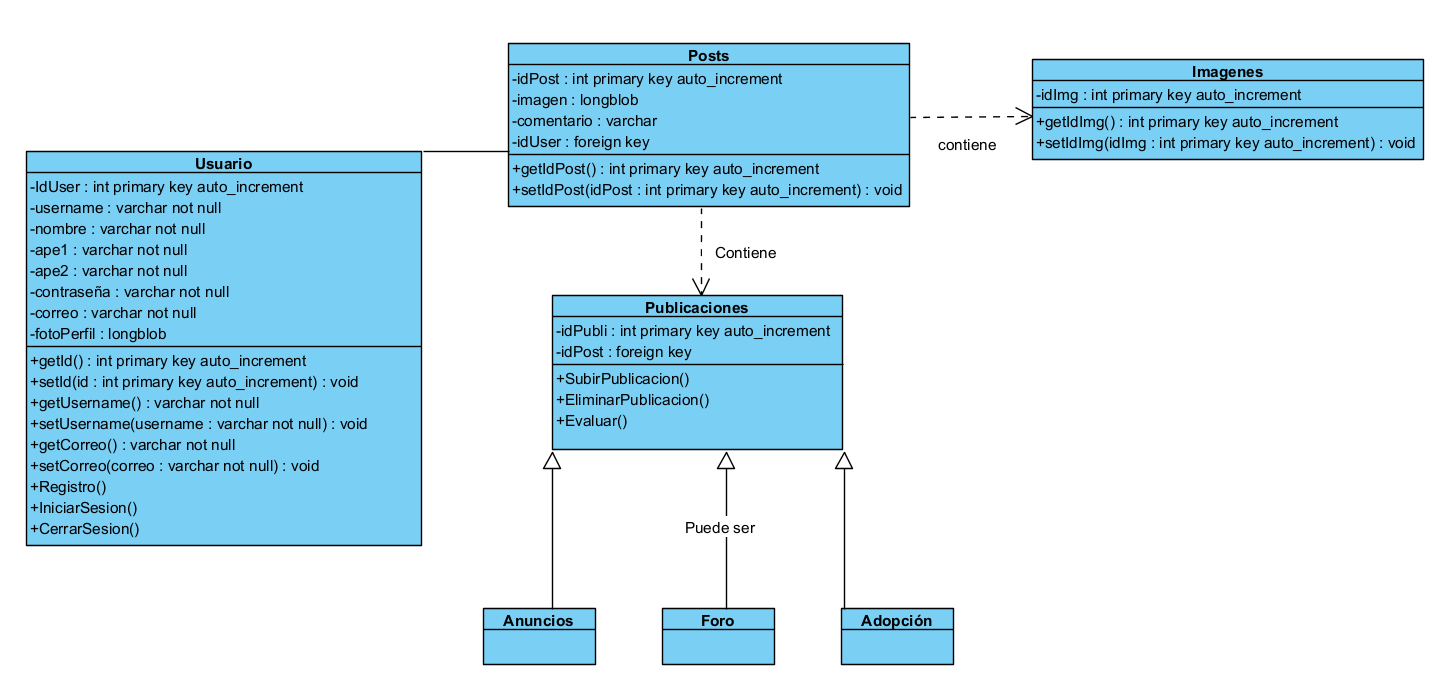 Posts
-idPost : int primary key auto_increment
-imagen : longblob
-comentario : varchar
-idUser : foreign key
+getIdPost() : int primary key auto_increment
+setIdPost(idPost : int primary key auto_increment) : void
Imagenes
-idImg : int primary key auto_increment
+getIdImg() : int primary key auto_increment
+setIdImg(idImg : int primary key auto_increment) : void
contiene
Usuario
-IdUser : int primary key auto_increment
-username : varchar not null
-nombre : varchar not null
-ape1 : varchar not null
-ape2 : varchar not null
-contraseña : varchar not null
-correo : varchar not null
-fotoPerfil : longblob
+getId() : int primary key auto_increment
+setId(id : int primary key auto_increment) : void
+getUsername() : varchar not null
+setUsername(username : varchar not null) : void
+getCorreo() : varchar not null
+setCorreo(correo : varchar not null) : void
+Registro()
+IniciarSesion()
+CerrarSesion()
Contiene
Publicaciones
-idPubli : int primary key auto_increment
-idPost : foreign key
+SubirPublicacion()
+EliminarPublicacion()
+Evaluar()
Puede ser
Anuncios
Foro
Adopción